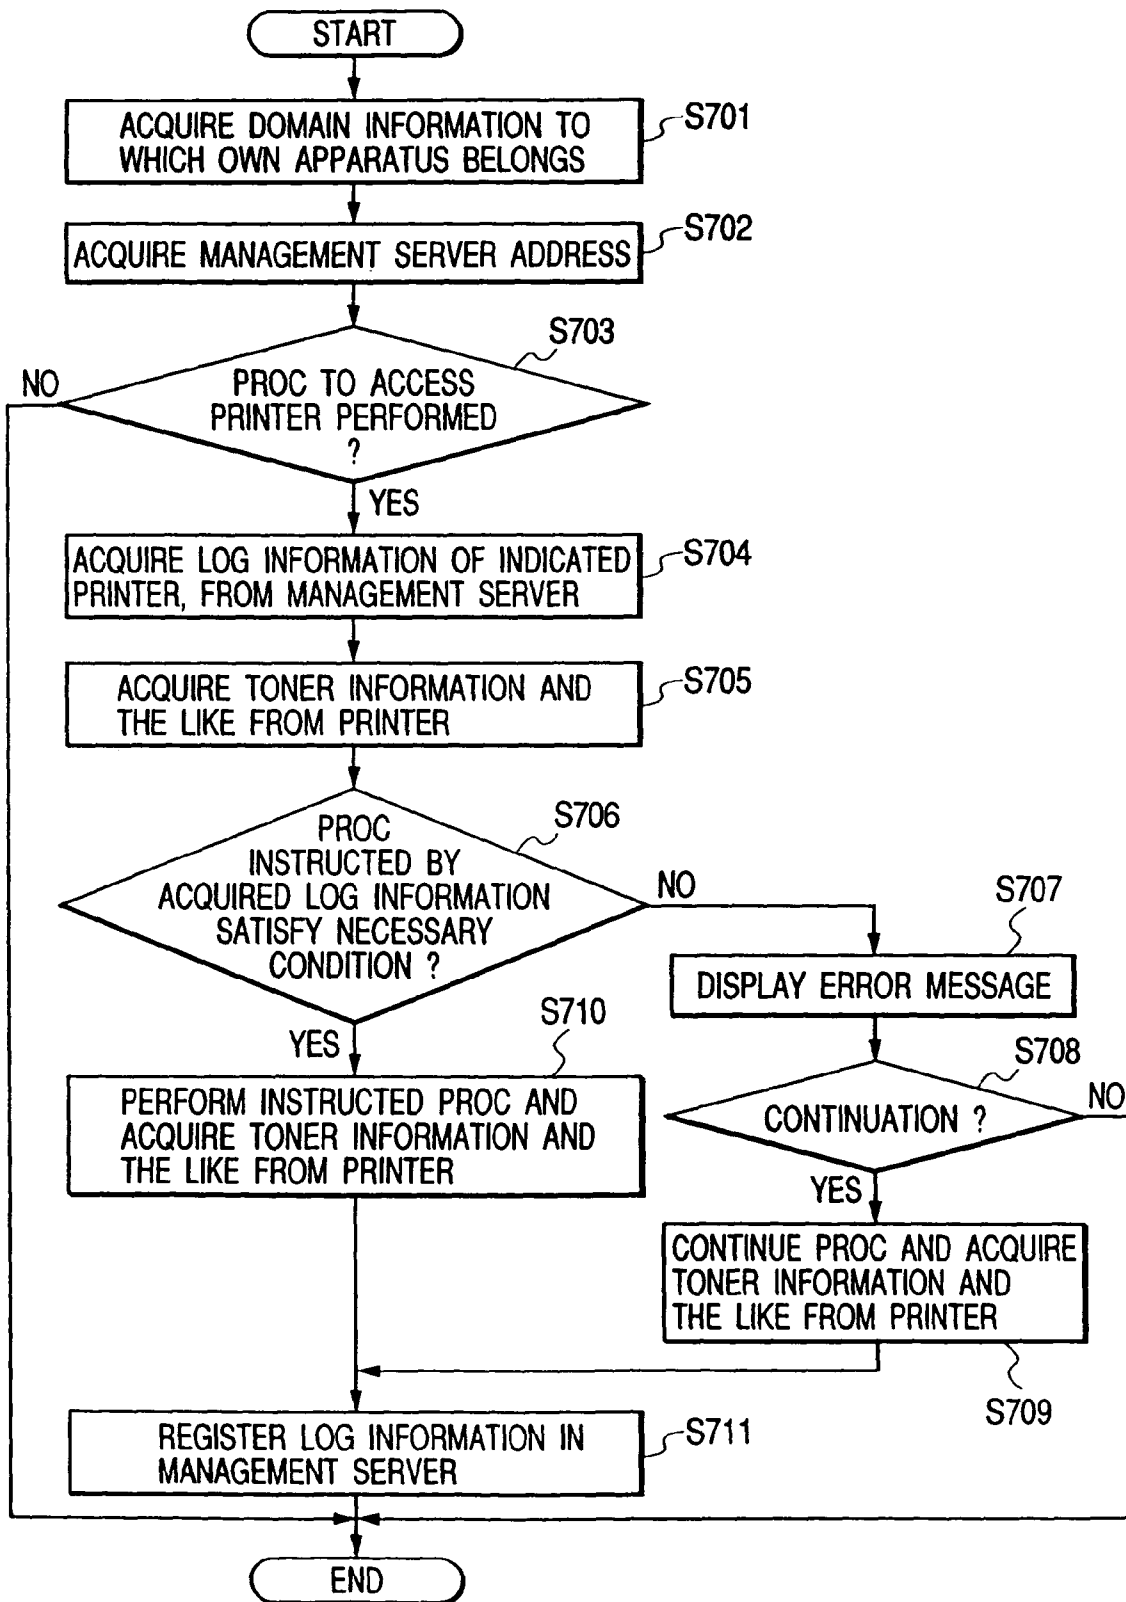 START
ACQUIRE DOMAIN INFORMATION TO
WHICH OWN APPARATUS BELONGS
S701
ACQUIRE MANAGEMENT SERVER ADDRESS
S702
PROC TO ACCESS
PRINTER PERFORMED
?
S703
NO
YES
ACQUIRE LOG INFORMATION OF INDICATED
PRINTER, FROM MANAGEMENT SERVER
S704
ACQUIRE TONER INFORMATION AND
THE LIKE FROM PRINTER
S705
PROC
INSTRUCTED BY
ACQUIRED LOG INFORMATION
SATISFY NECESSARY
CONDITION ?
S706
NO
YES
S707
DISPLAY ERROR MESSAGE
S708
CONTINUATION ?
NO
YES
S710
PERFORM INSTRUCTED PROC AND
ACQUIRE TONER INFORMATION AND
THE LIKE FROM PRINTER
CONTINUE PROC AND ACQUIRE
TONER INFORMATION AND
THE LIKE FROM PRINTER
S709
REGISTER LOG INFORMATION IN
MANAGEMENT SERVER
S711
END